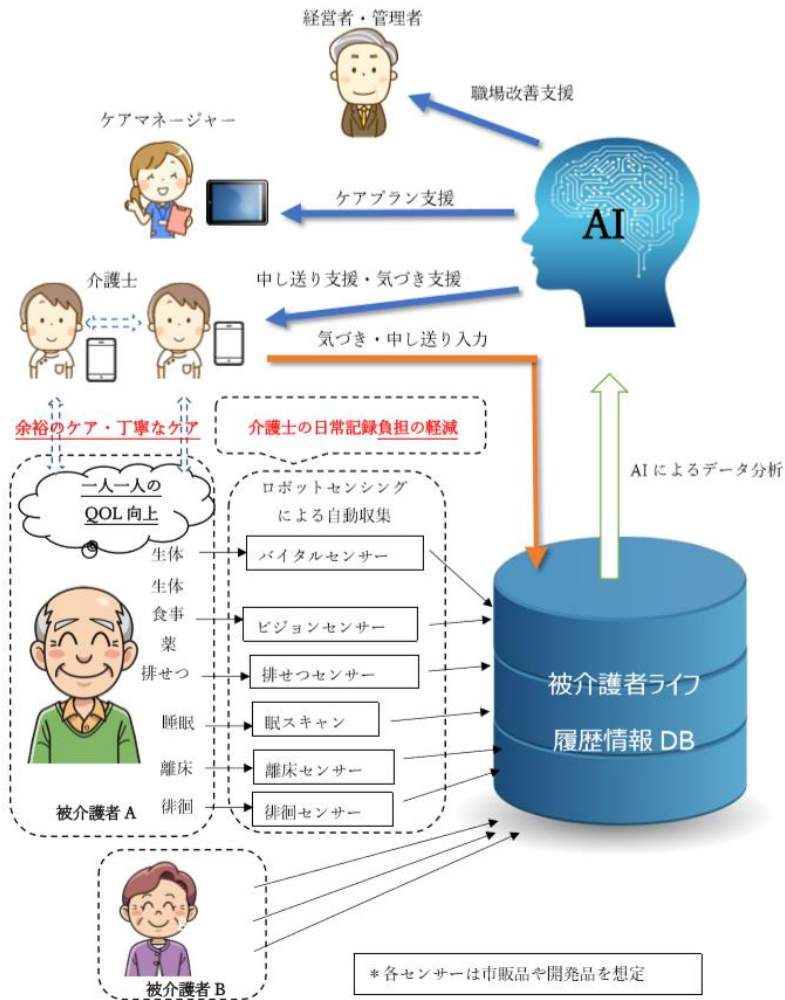 経営者・管理者
職場改善支援
ケアマネージャー
ケアプラン支援
AI
介護士
申し送り支援・気づき支援
気づき・申し送り入力
余裕のケア・丁寧なケア
介護士の日常記録負担の軽減
AI によるデータ分析
一人一人の
QOL 向上
ロボットセンシング
による自動収集
生体
バイタルセンサー
生体
食事
ビジョンセンサー
薬
排せつ
排せつセンサー
睡眠
眠スキャン
離床
離床センサー
徘徊
徘徊センサー
被介護者 A
被介護者ライフ
履歴情報 DB
被介護者 B
*各センサーは市販品や開発品を想定